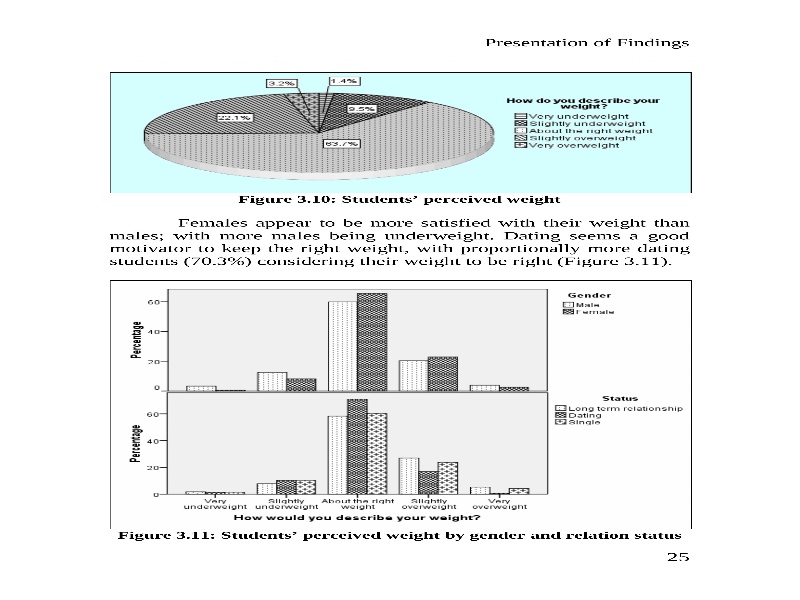 Presentation of Findings
3.2%
1.4%
9.5%
22.1%
63.7%
How do you describe your
weight?
Very underweight
Slightly underweight
About the right weight
Slightly overweight
Very overweight
Figure 3.10: Students' perceived weight
Females appear to be more satisfied with their weight than
males; with more males being underweight. Dating seems a good
motivator to keep the right weight, with proportionally more dating
students (70.3%) considering their weight to be right (Figure 3.11).
Gender
Male
Female
Percentage
60
40
20
0
Status
Long term relationship
Dating
Single
Percentage
60
40
20
0
Very
underweight
Slightly
underweight
About the right
weight
Slightly
overweight
Very
overweight
How would you describe your weight?
Figure 3.11: Students' perceived weight by gender and relation status
25